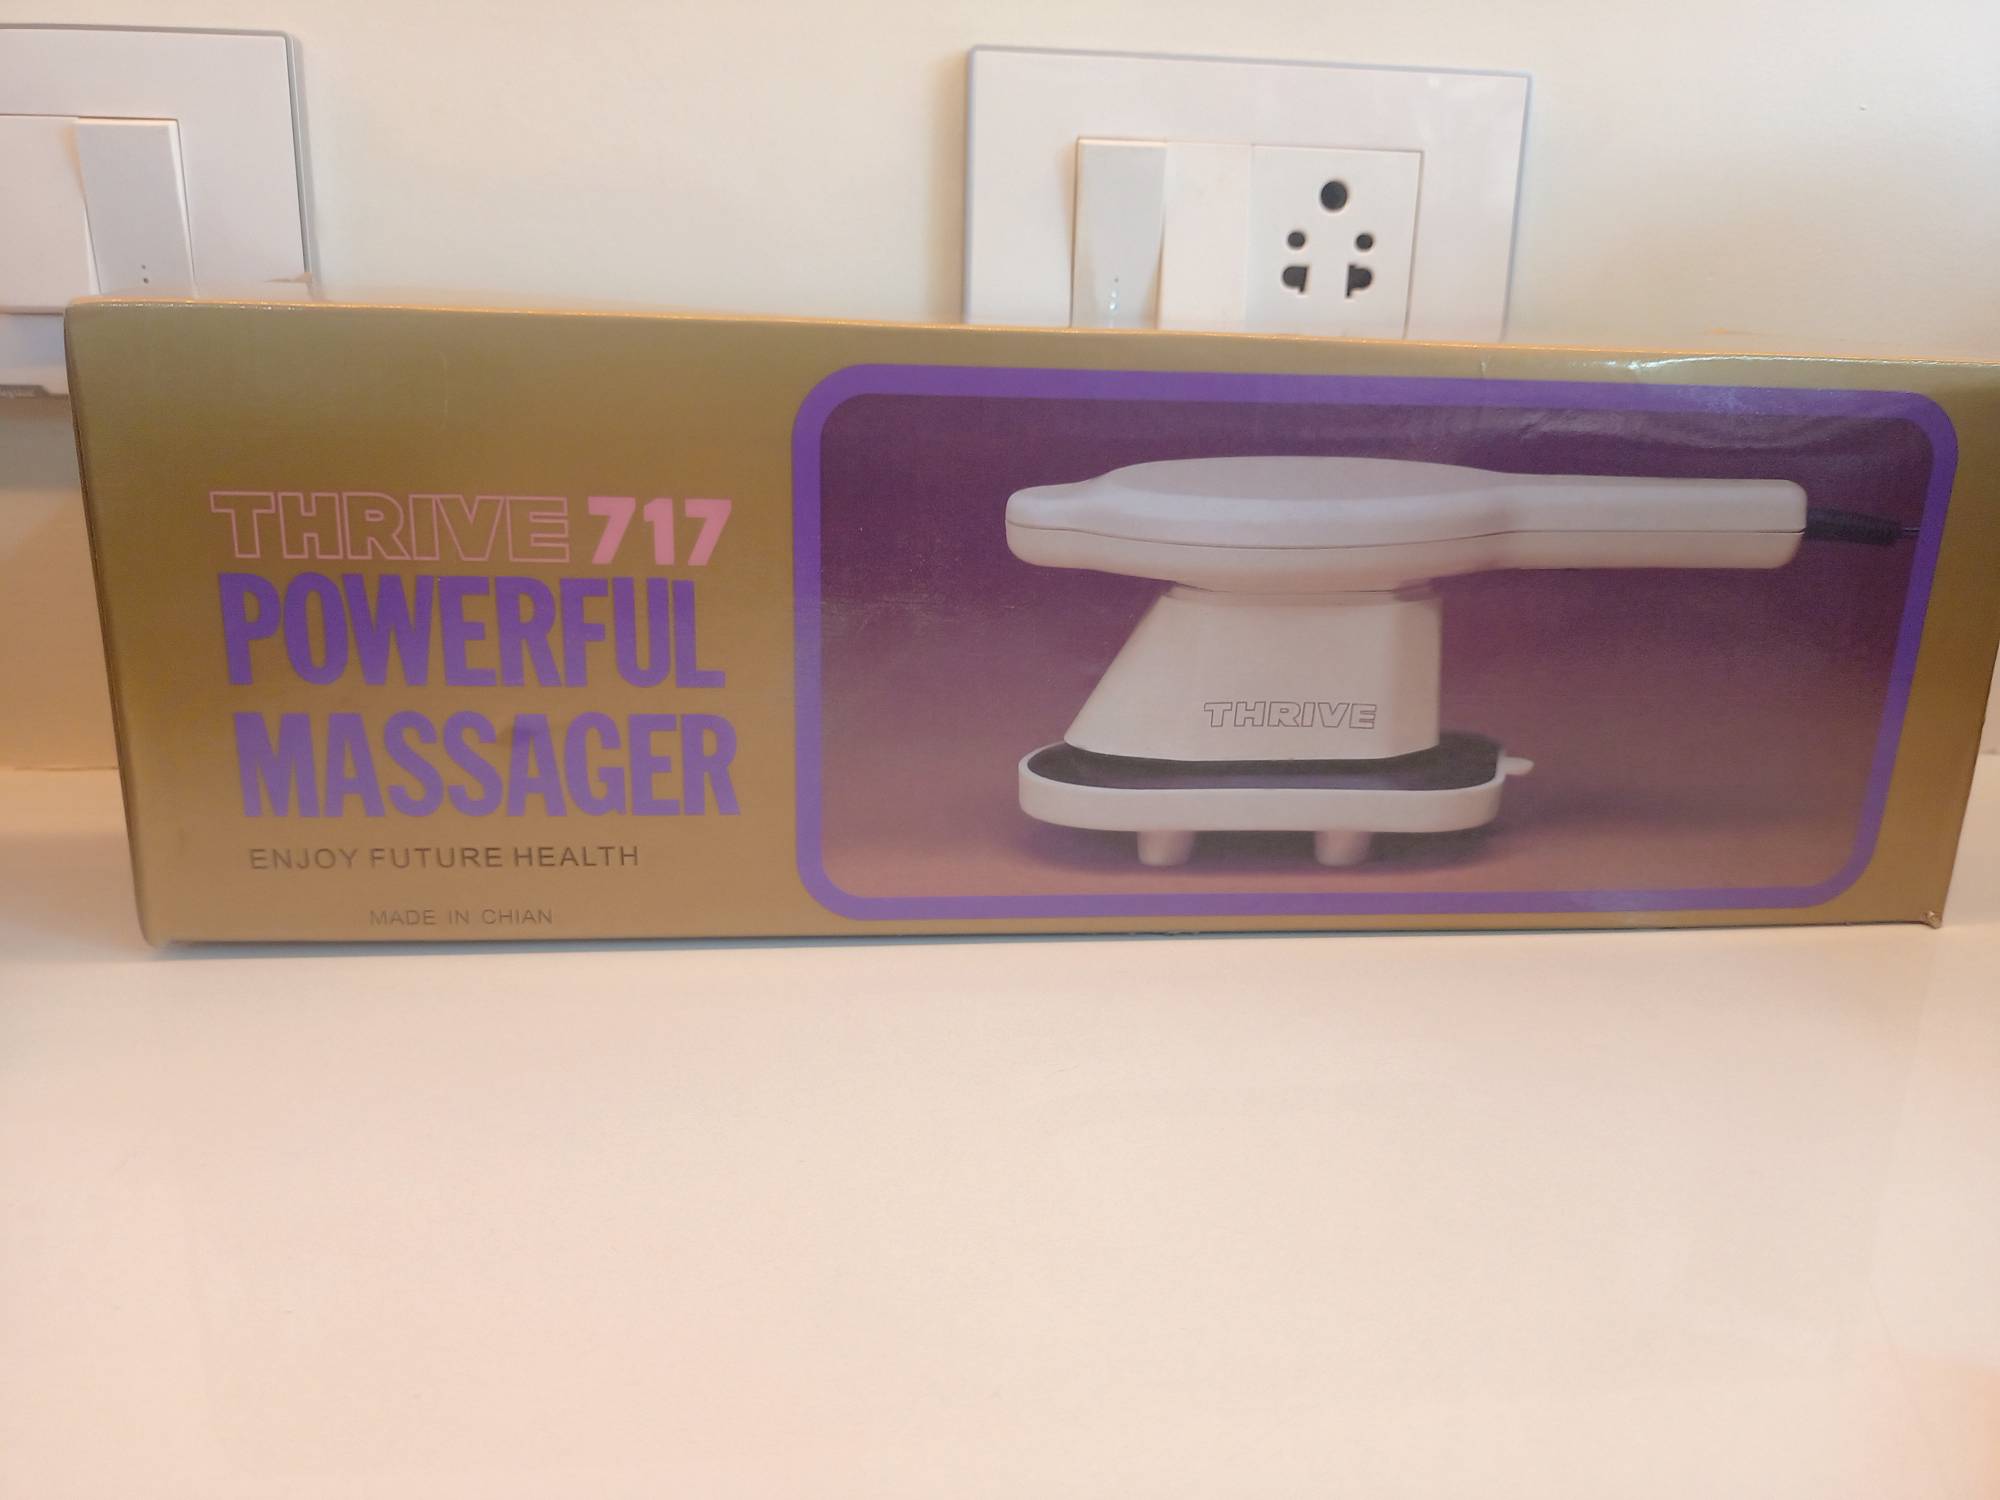 THRIVE 717
POWERFUL
MASSAGER
ENJOY FUTURE HEALTH
MADE IN CHIAN
THRIVE